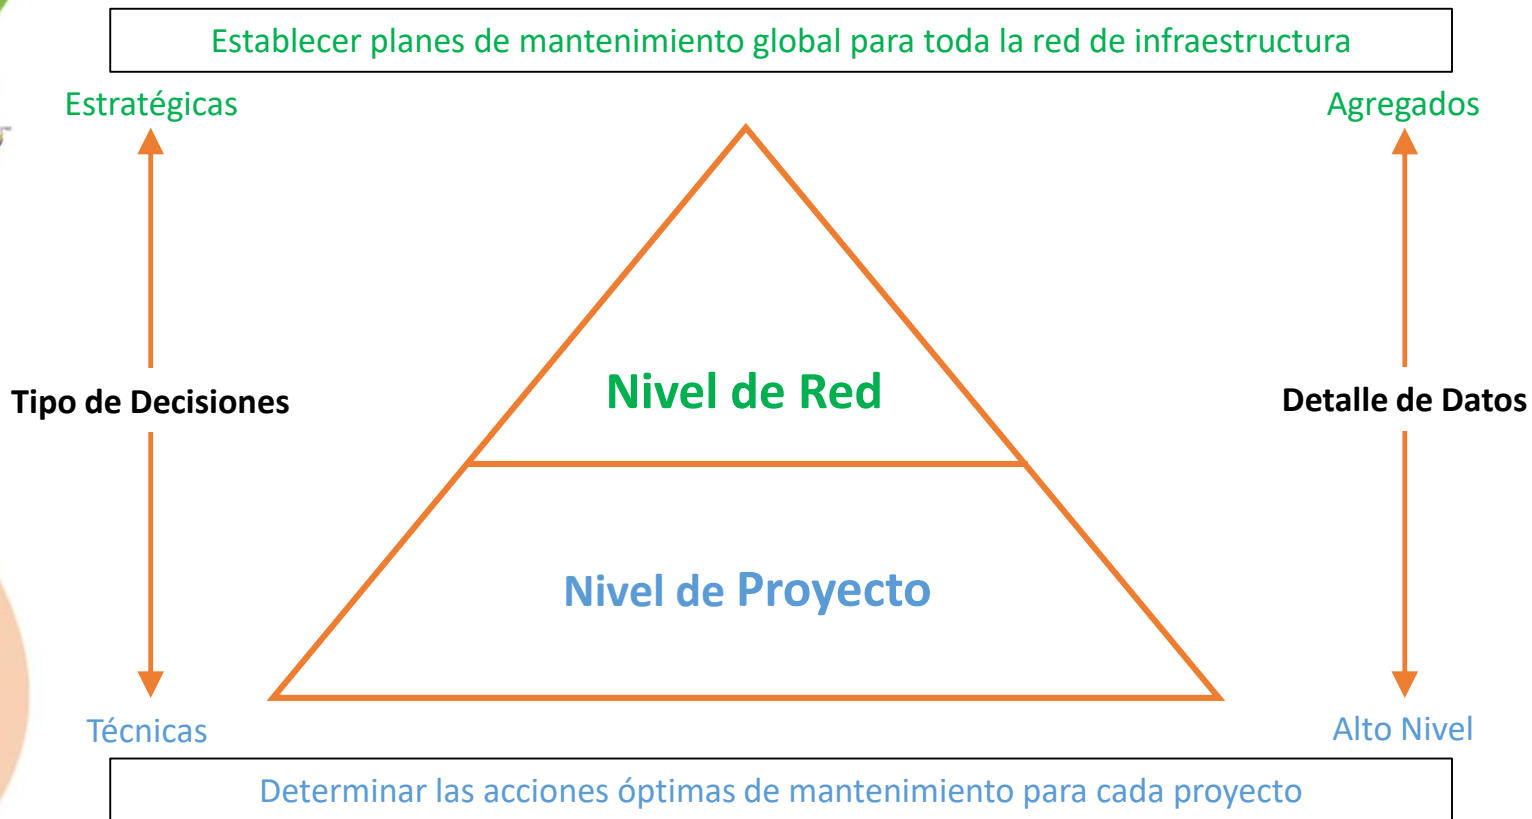 Establecer planes de mantenimiento global para toda la red de infraestructura
Estratégicas
Agregados
Nivel de Red
Tipo de Decisiones
Detalle de Datos
Nivel de Proyecto
Técnicas
Alto Nivel
Determinar las acciones óptimas de mantenimiento para cada proyecto